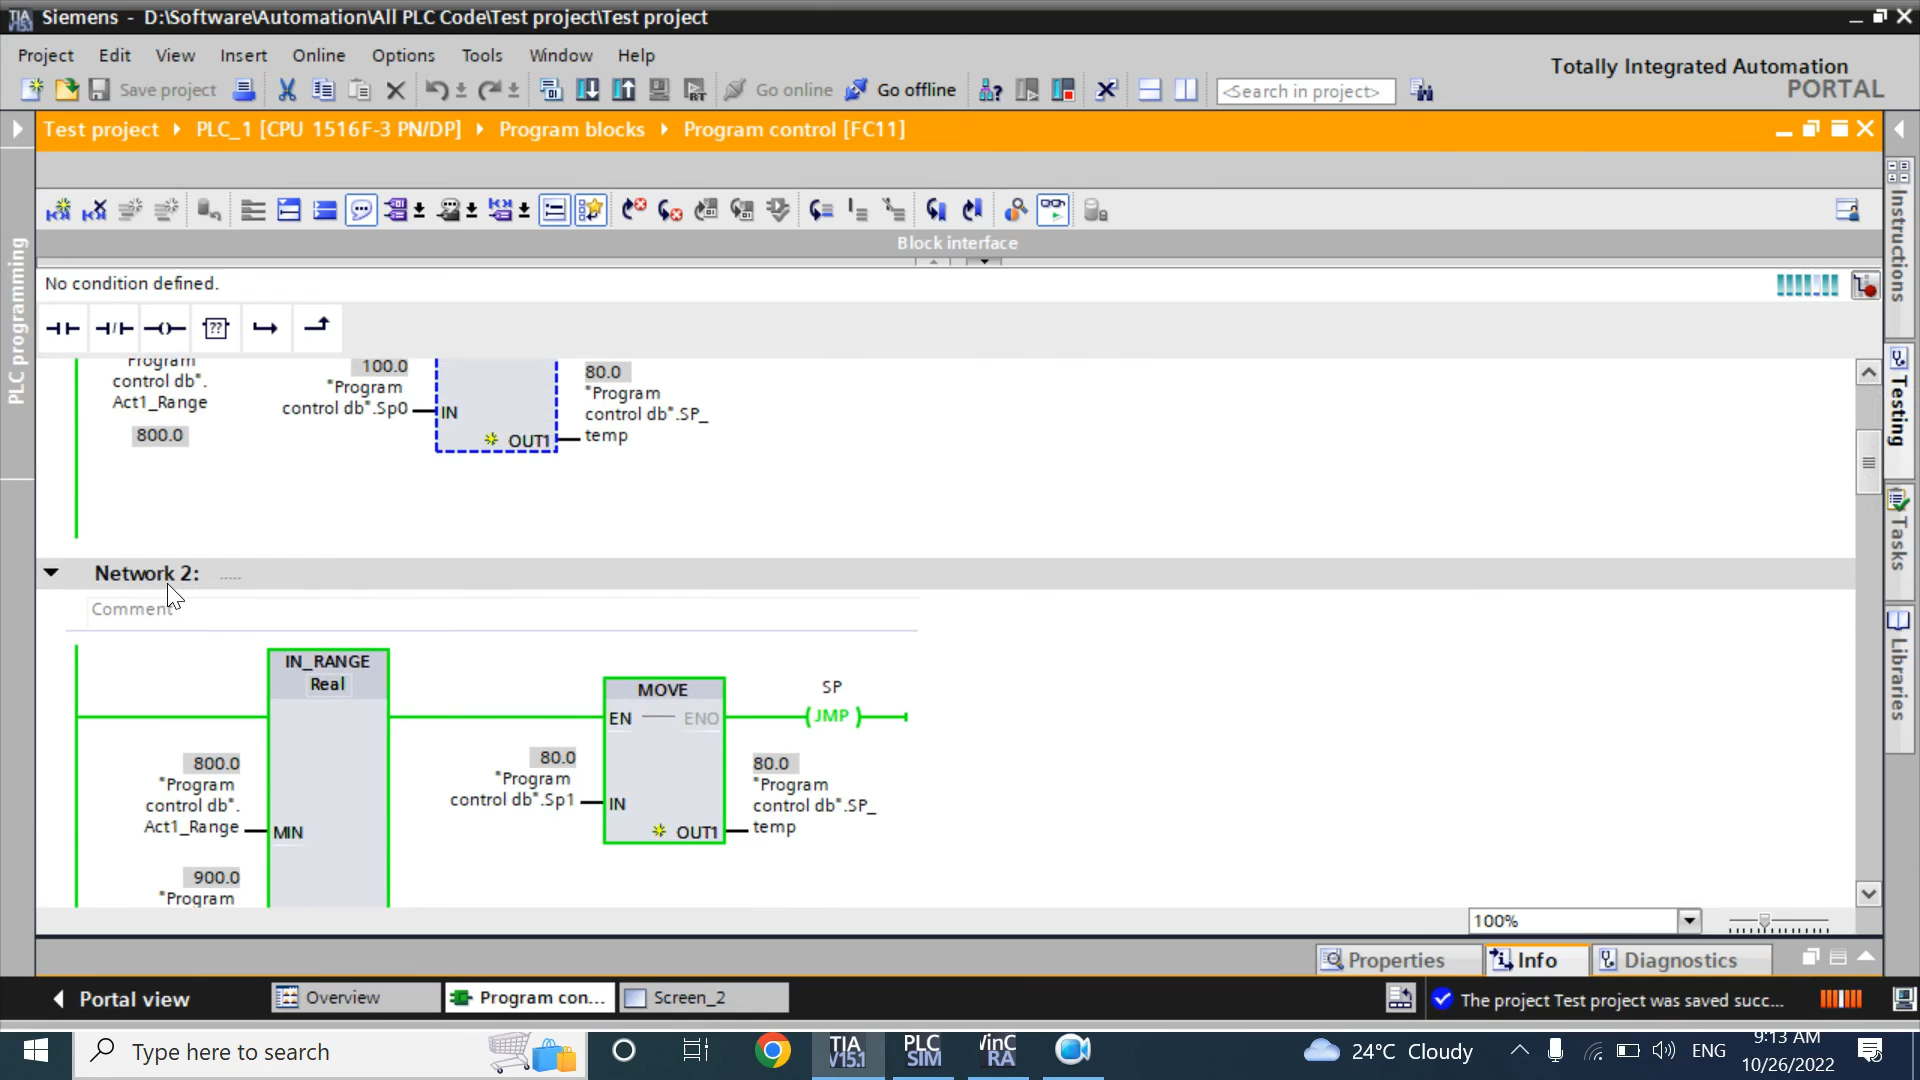 TIA V15.1 Siemens - D:\Software\Automation\All PLC Code\Test project\Test project
Project Edit View Insert Online Options Tools Window Help
Totally Integrated Automation
PORTAL
Save project Go online Go offline <Search in project>
Test project PLC_1 [CPU 1516F-3 PN/DP] Program blocks Program control [FC11]
Block interface
No condition defined.
??
Program
control db".
Act1_Range
800.0
100.0
"Program
control db".Sp0
IN
OUT1
80.0
"Program
control db".SP_
temp
Network 2: .....
Comment
IN_RANGE
Real
800.0
"Program
control db".
Act1_Range
MIN
900.0
"Program
MOVE
EN ENO
80.0
"Program
control db".Sp1
IN
OUT1
SP
JMP
80.0
"Program
control db".SP_
temp
100%
PLC programming
Instructions
Testing
Tasks
Libraries
Properties Info Diagnostics
Portal view Overview Program con... Screen_2 The project Test project was saved succ...
Type here to search TIA V15.1 PLC SIM WinC RA 24°C Cloudy ENG
9:13 AM
10/26/2022